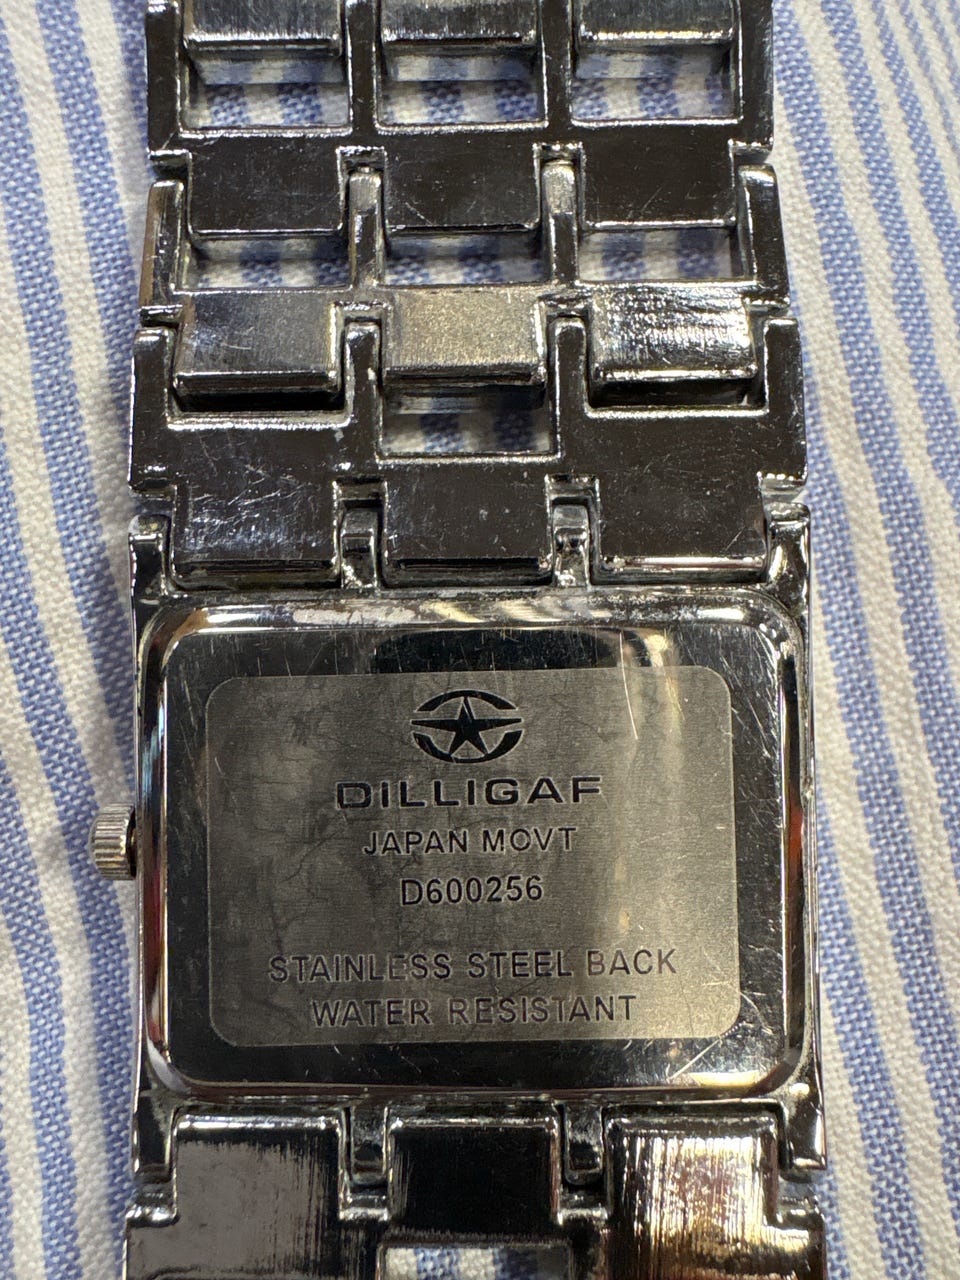 DILLIGAF
JAPAN MOVT
D600256
STAINLESS STEEL BACK
WATER RESISTANT